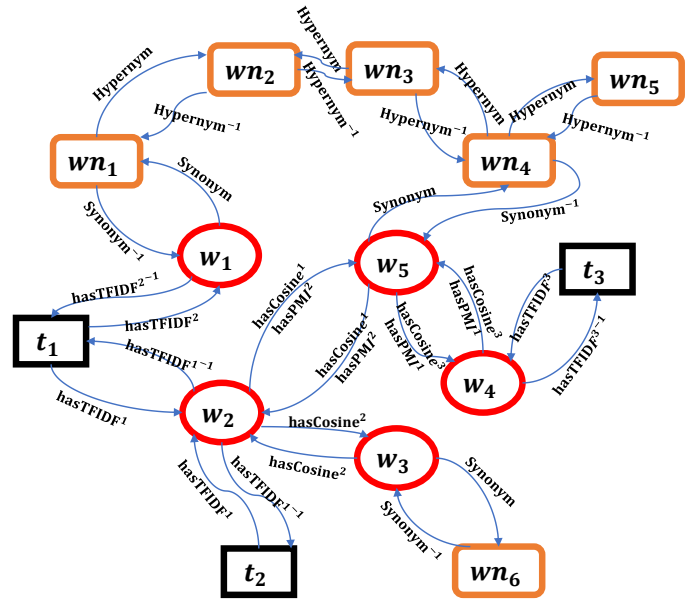 Hypernym
Hypernym
wn₂
wn₃
wn₅
Hypernym⁻¹
Hypernym⁻¹
Hypernym⁻¹
Hypernym
Hypernym
Hypernym⁻¹
wn₁
wn₄
Synonym
Synonym⁻¹
Synonym
Synonym⁻¹
w₁
w₅
t₃
hasTFIDF²⁻¹
hasTFIDF²
hasCosine¹
hasPMI²
hasCosine¹
hasPMI²
hasCosine³
hasPMI¹
hasCosine³
hasPMI¹
hasTFIDF³
hasTFIDF³⁻¹
t₁
hasTFIDF¹⁻¹
hasTFIDF¹
w₂
w₄
hasCosine²
hasCosine²
w₃
hasTFIDF¹
hasTFIDF¹⁻¹
Synonym
Synonym⁻¹
t₂
wn₆